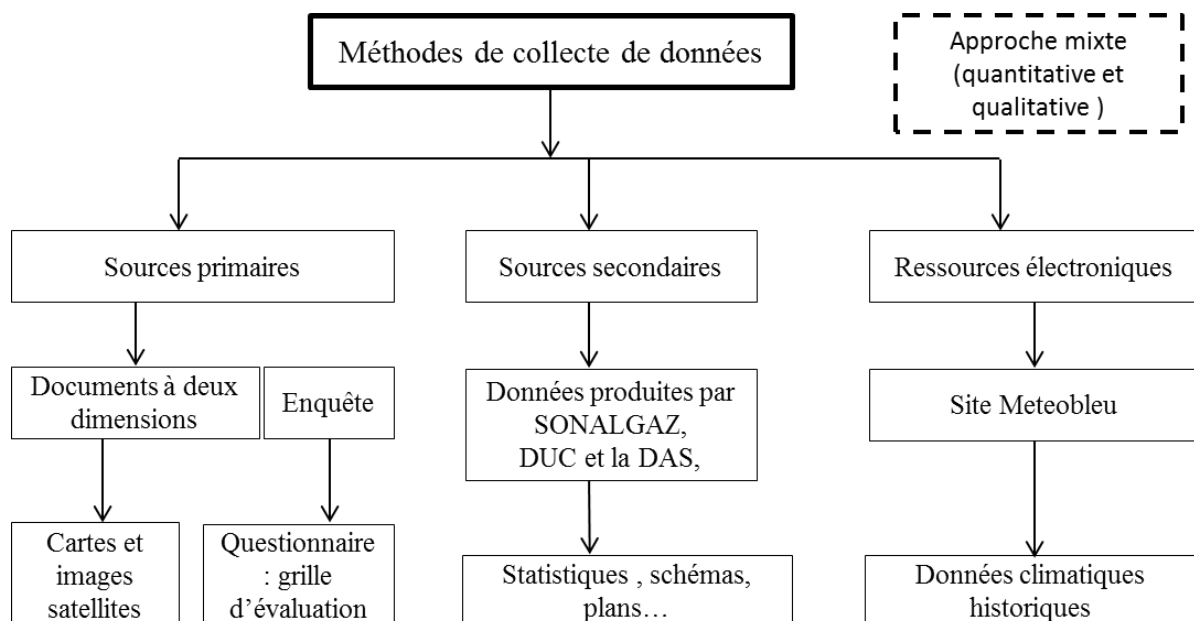 Méthodes de collecte de données
Approche mixte
(quantitative et
qualitative )
Sources primaires
Sources secondaires
Ressources électroniques
Documents à deux
dimensions
Enquête
Données produites par
SONALGAZ,
DUC et la DAS,
Site Meteobleu
Cartes et
images
satellites
Questionnaire
: grille
d’évaluation
Statistiques , schémas,
plans…
Données climatiques
historiques